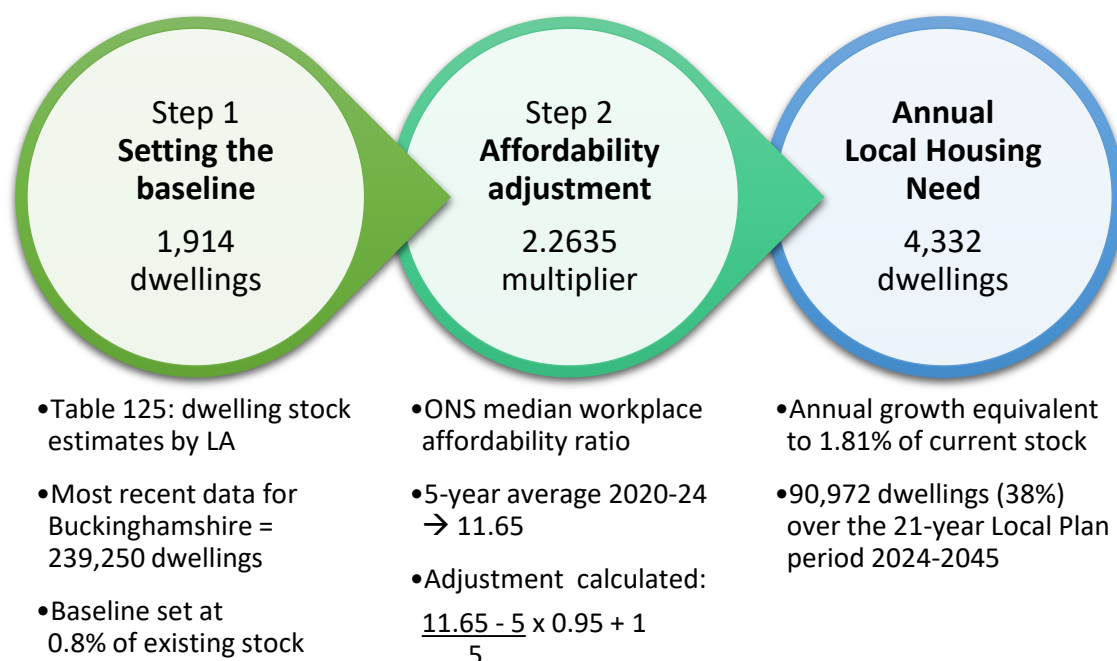 Step 1
Setting the
baseline
1,914
dwellings
Step 2
Affordability
adjustment
2.2635
multiplier
Annual
Local Housing
Need
4,332
dwellings
•Table 125: dwelling stock
estimates by LA
•Most recent data for
Buckinghamshire =
239,250 dwellings
•Baseline set at
0.8% of existing stock
•ONS median workplace
affordability ratio
•5-year average 2020-24
→ 11.65
•Adjustment calculated:
11.65 - 5 x 0.95 + 1
5
•Annual growth equivalent
to 1.81% of current stock
•90,972 dwellings (38%)
over the 21-year Local Plan
period 2024-2045